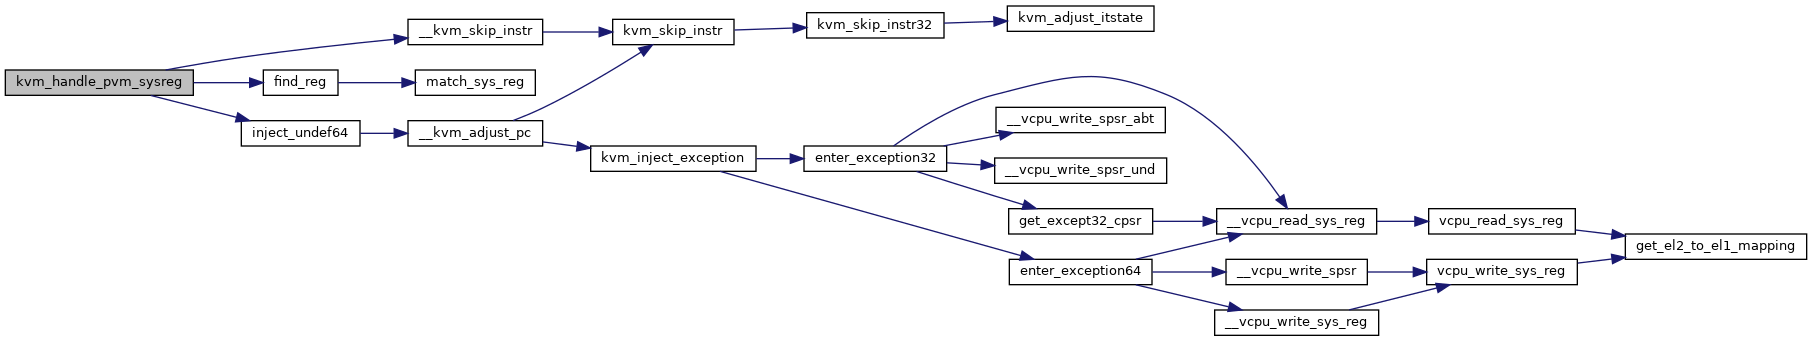 kvm_handle_pvm_sysreg
__kvm_skip_instr
find_reg
inject_undef64
match_sys_reg
__kvm_adjust_pc
kvm_skip_instr
kvm_inject_exception
kvm_skip_instr32
enter_exception32
kvm_adjust_itstate
__vcpu_write_spsr_abt
__vcpu_write_spsr_und
get_except32_cpsr
enter_exception64
__vcpu_read_sys_reg
__vcpu_write_spsr
__vcpu_write_sys_reg
vcpu_read_sys_reg
vcpu_write_sys_reg
get_el2_to_el1_mapping